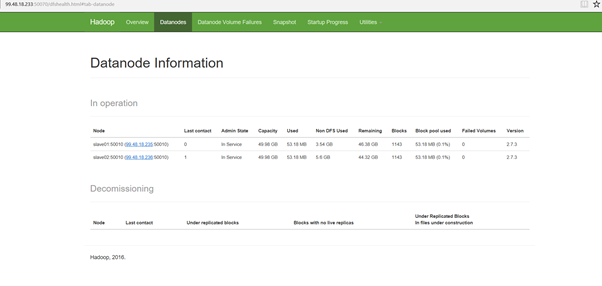 99.48.18.233:50070/dfshealth.html#tab-datanode
Hadoop Overview Datanodes Datanode Volume Failures Snapshot Startup Progress Utilities
Datanode Information
In operation
Node Last contact Admin State Capacity Used Non DFS Used Remaining Blocks Block pool used Failed Volumes Version
slave01:50010 (99.48.18.235:50010) 0 In Service 49.98 GB 53.18 MB 3.54 GB 46.38 GB 1143 53.18 MB (0.1%) 0 2.7.3
slave02:50010 (99.48.18.236:50010) 1 In Service 49.98 GB 53.18 MB 5.6 GB 44.32 GB 1143 53.18 MB (0.1%) 0 2.7.3
Decomissioning
Node Last contact Under replicated blocks Blocks with no live replicas Under Replicated Blocks
In files under construction
Hadoop, 2016.